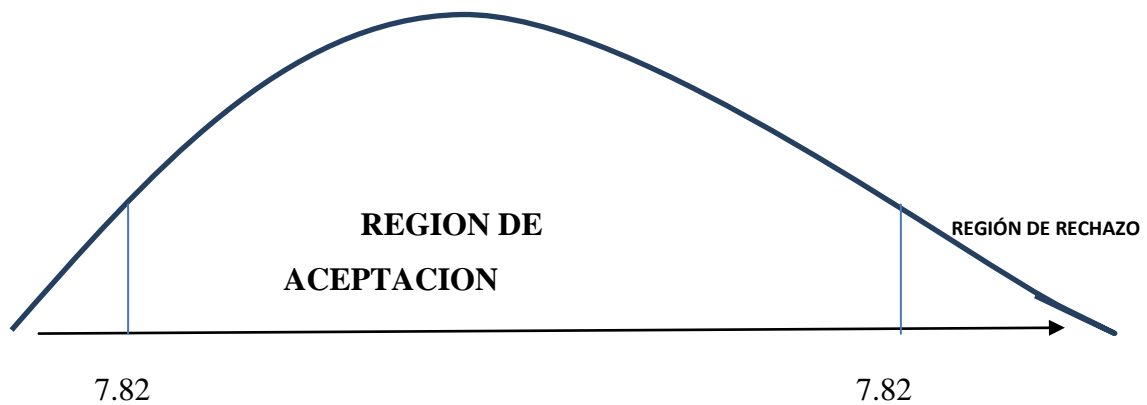 REGION DE
ACEPTACION
REGIÓN DE RECHAZO
7.82
7.82